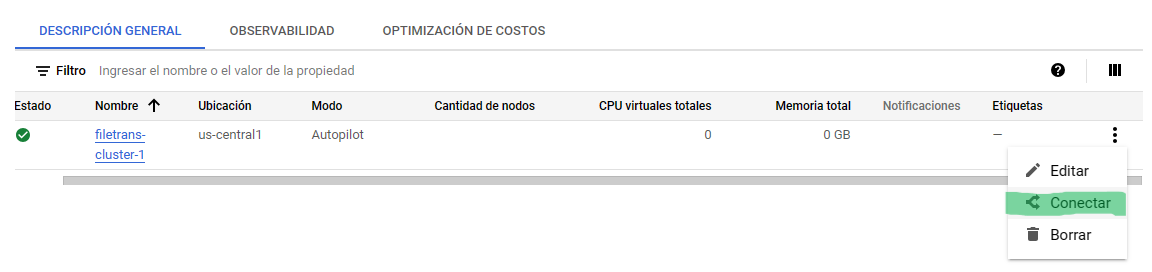 DESCRIPCIÓN GENERAL OBSERVABILIDAD OPTIMIZACIÓN DE COSTOS
Filtro Ingresar el nombre o el valor de la propiedad
Estado Nombre Ubicación Modo Cantidad de nodos CPU virtuales totales Memoria total Notificaciones Etiquetas
filetrans- us-central1 Autopilot 0 0 GB —
cluster-1
Editar
Conectar
Borrar